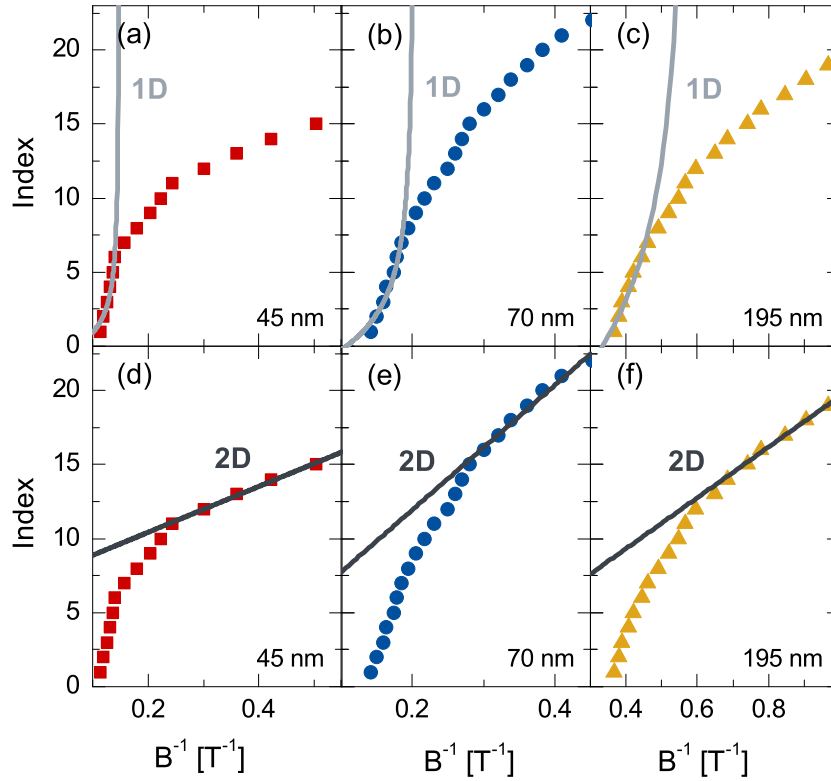 (a)
(b)
(c)
1D
1D
1D
20
15
10
5
0
Index
45 nm
70 nm
195 nm
(d)
(e)
(f)
2D
2D
2D
20
15
10
5
0
Index
45 nm
70 nm
195 nm
0.2
0.4
0.2
0.4
0.4
0.6
0.8
B⁻¹ [T⁻¹]
B⁻¹ [T⁻¹]
B⁻¹ [T⁻¹]